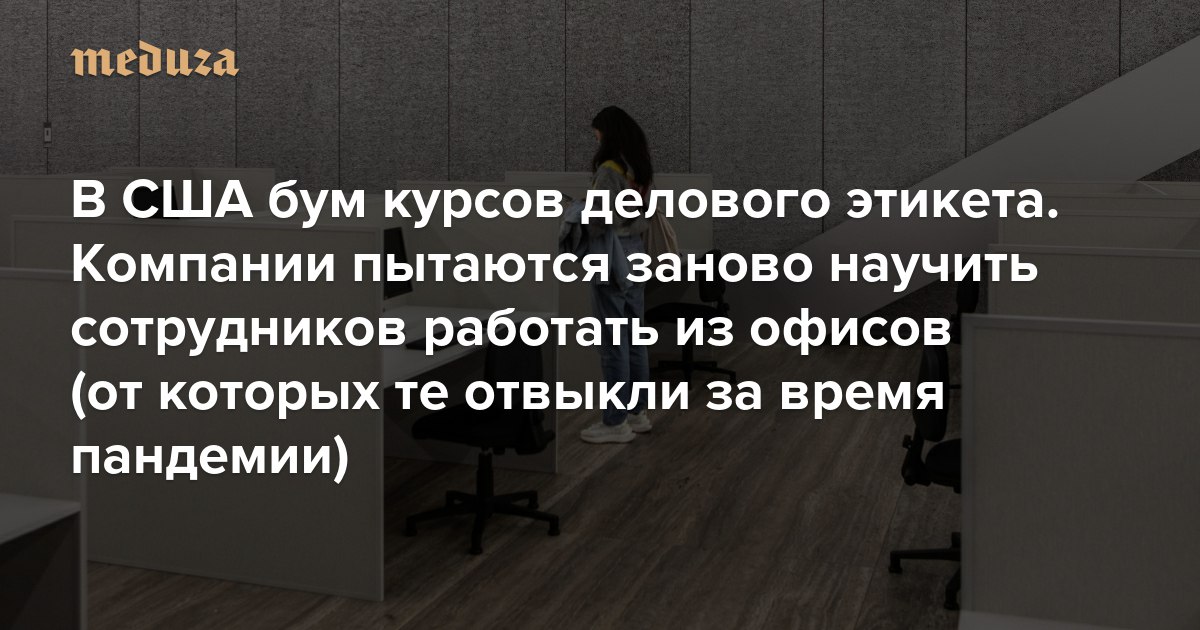 meduza
В США бум курсов делового этикета.
Компании пытаются заново научить
сотрудников работать из офисов
(от которых те отвыкли за время
пандемии)